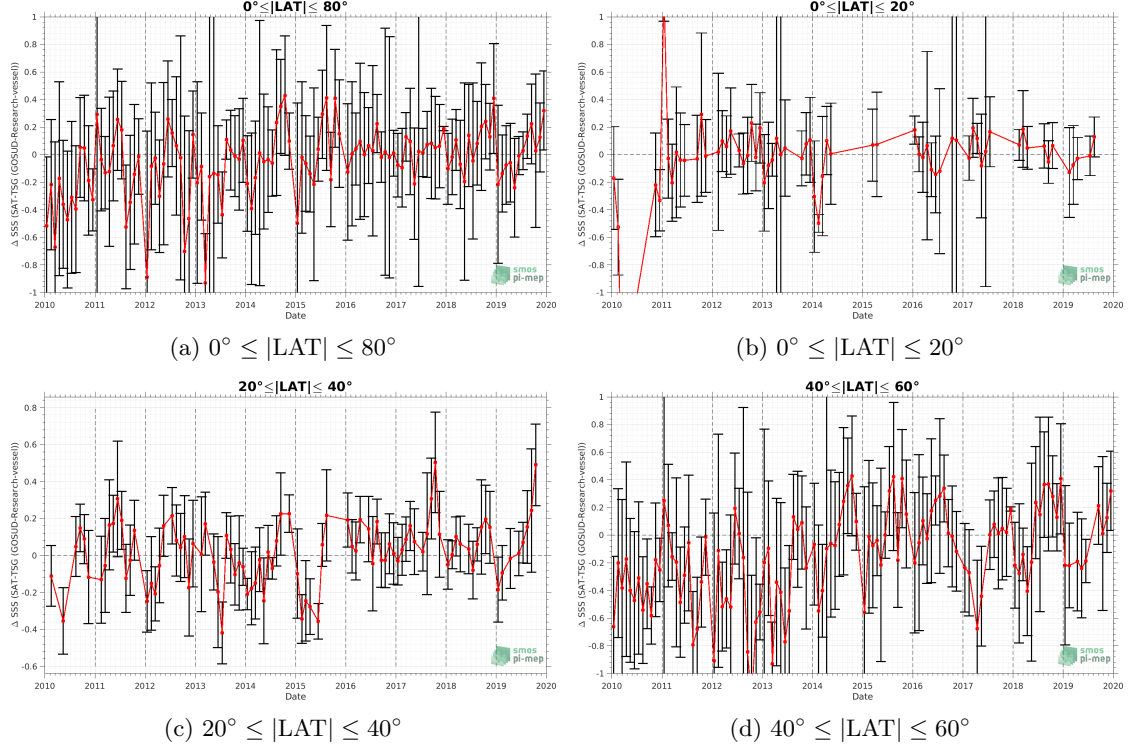 0°≤|LAT|≤ 80°
Δ SSS (SAT-TSG (GOSUD-Research-vessel))
1
0.8
0.6
0.4
0.2
0
-0.2
-0.4
-0.6
-0.8
-1
2010 2011 2012 2013 2014 2015 2016 2017 2018 2019 2020
Date
smos
pi-mep
(a) 0° ≤ |LAT| ≤ 80°
0°≤|LAT|≤ 20°
Δ SSS (SAT-TSG (GOSUD-Research-vessel))
1
0.8
0.6
0.4
0.2
0
-0.2
-0.4
-0.6
-0.8
-1
2010 2011 2012 2013 2014 2015 2016 2017 2018 2019 2020
Date
smos
pi-mep
(b) 0° ≤ |LAT| ≤ 20°
20°≤|LAT|≤ 40°
Δ SSS (SAT-TSG (GOSUD-Research-vessel))
0.8
0.6
0.4
0.2
0
-0.2
-0.4
-0.6
2010 2011 2012 2013 2014 2015 2016 2017 2018 2019 2020
Date
smos
pi-mep
(c) 20° ≤ |LAT| ≤ 40°
40°≤|LAT|≤ 60°
Δ SSS (SAT-TSG (GOSUD-Research-vessel))
1
0.8
0.6
0.4
0.2
0
-0.2
-0.4
-0.6
-0.8
-1
2010 2011 2012 2013 2014 2015 2016 2017 2018 2019 2020
Date
smos
pi-mep
(d) 40° ≤ |LAT| ≤ 60°